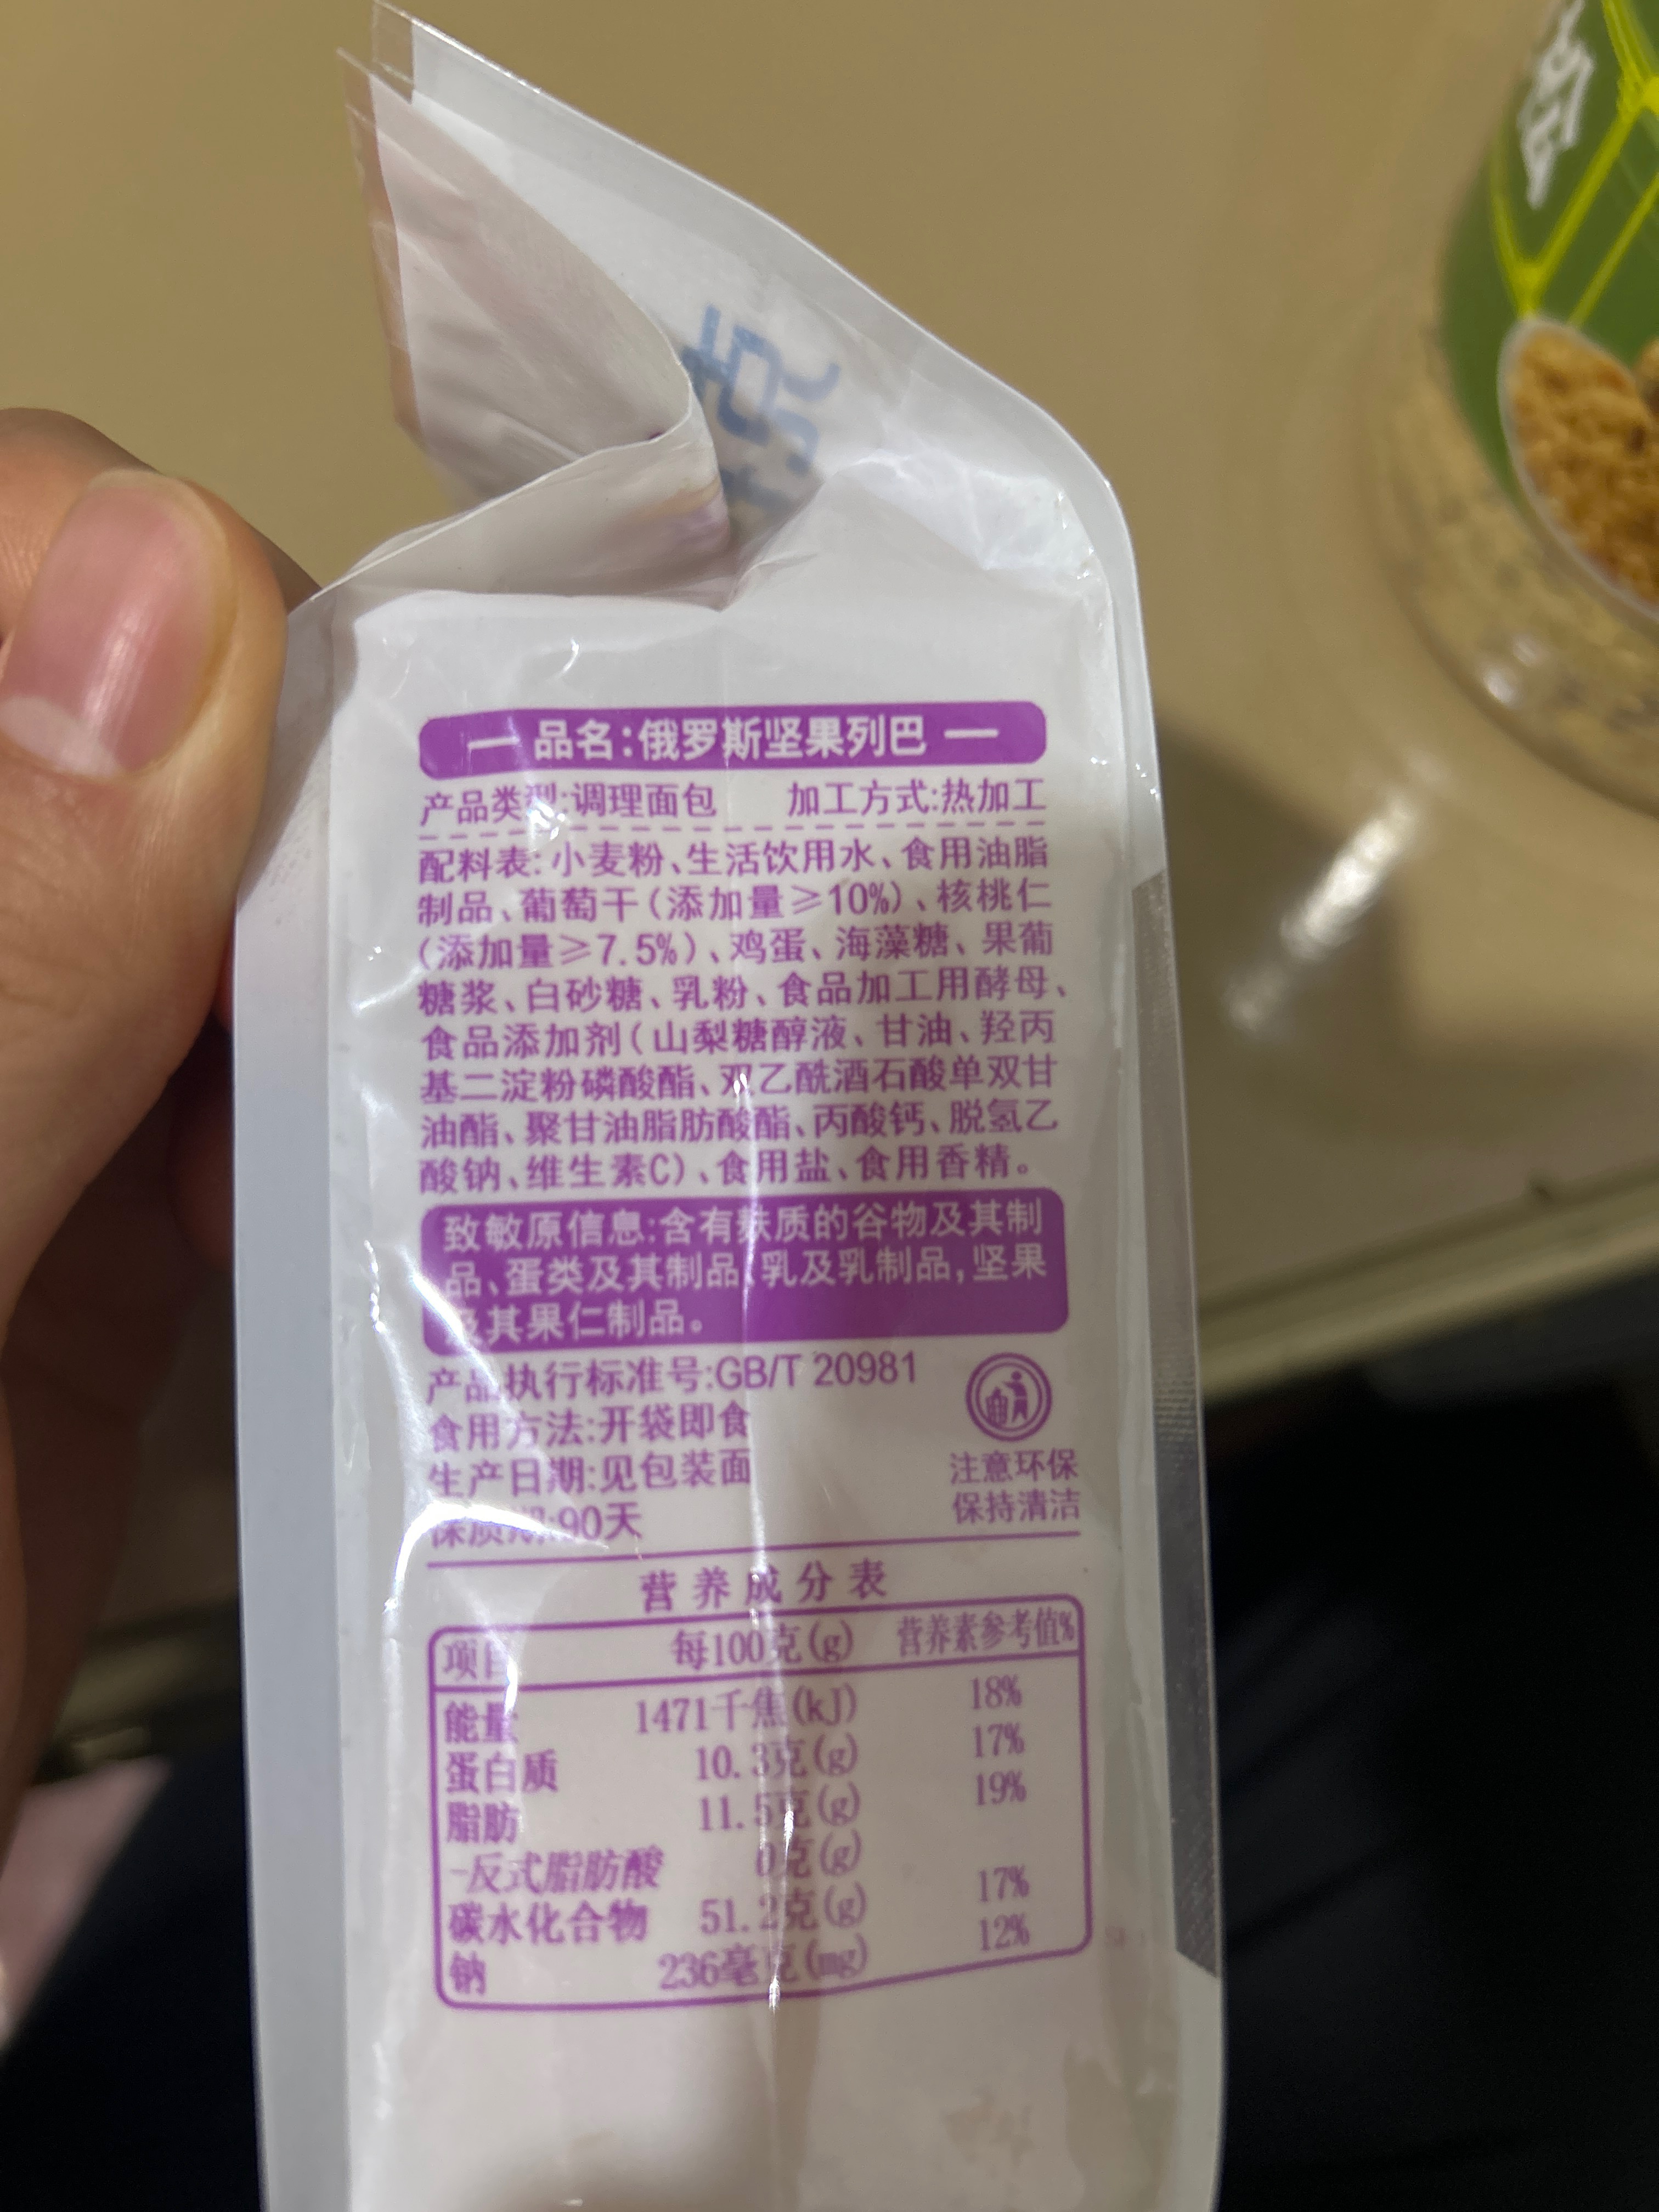 品名:俄罗斯坚果列巴
产品类型:调理面包 加工方式:热加工
配料表:小麦粉、生活饮用水、食用油脂
制品、葡萄干(添加量≥10%)、核桃仁
(添加量≥7.5%)、鸡蛋、海藻糖、果葡
糖浆、白砂糖、乳粉、食品加工用酵母、
食品添加剂(山梨糖醇液、甘油、羟丙
基二淀粉磷酸酯、双乙酰酒石酸单双甘
油酯、聚甘油脂肪酸酯、丙酸钙、脱氢乙
酸钠、维生素C)、食用盐、食用香精。
致敏原信息:含有麸质的谷物及其制
品、蛋类及其制品、乳及乳制品,坚果
及其果仁制品。
产品执行标准号:GB/T 20981
食用方法:开袋即食
生产日期:见包装面
保质期:90天
注意环保
保持清洁
营养成分表
项目 每100克(g) 营养素参考值%
能量 1471千焦(kJ) 18%
蛋白质 10.3克(g) 17%
脂肪 11.5克(g) 19%
-反式脂肪酸 0克(g)
碳水化合物 51.2克(g) 17%
钠 236毫克(mg) 12%